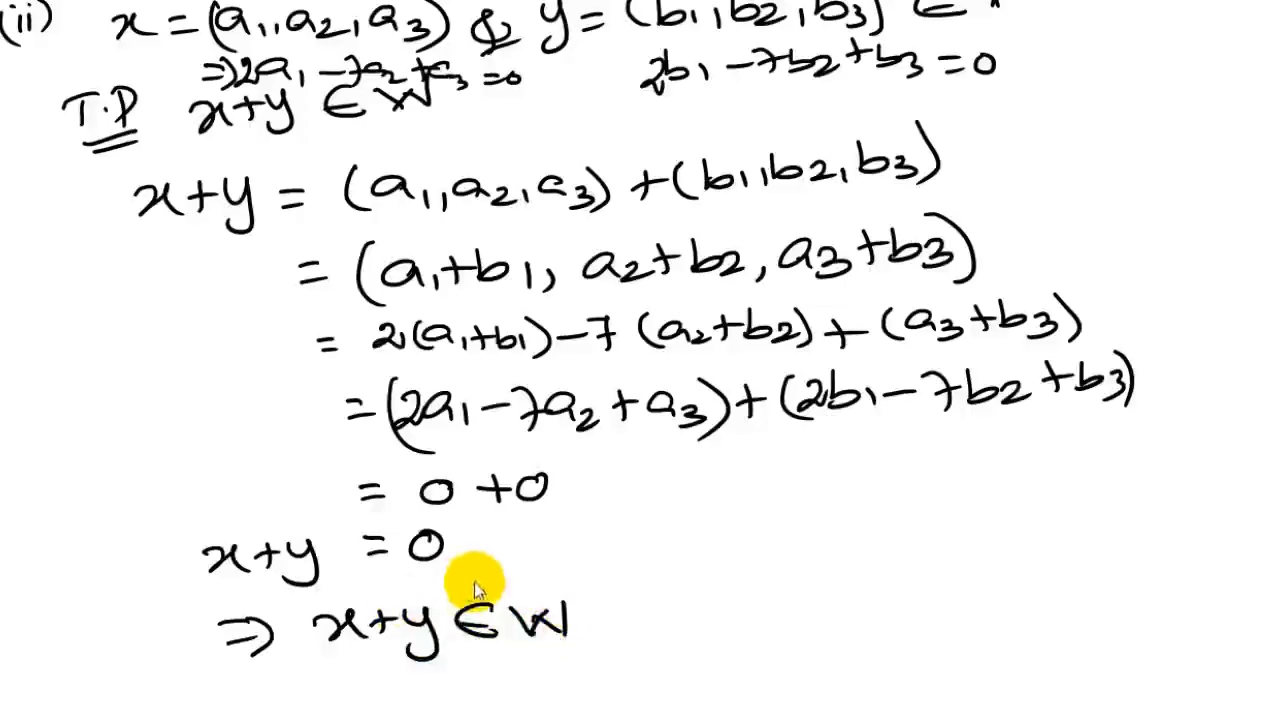 (ii) x = (a1, a2, a3) & y = (b1, b2, b3) ∈
⇒ 2a1 - 7a2 + a3 = 0 2b1 - 7b2 + b3 = 0
T.P x+y ∈ W
x+y = (a1, a2, a3) + (b1, b2, b3)
= (a1+b1, a2+b2, a3+b3)
= 2(a1+b1) - 7 (a2+b2) + (a3+b3)
= (2a1 - 7a2 + a3) + (2b1 - 7b2 + b3)
= 0 + 0
x+y = 0
⇒ x+y ∈ W